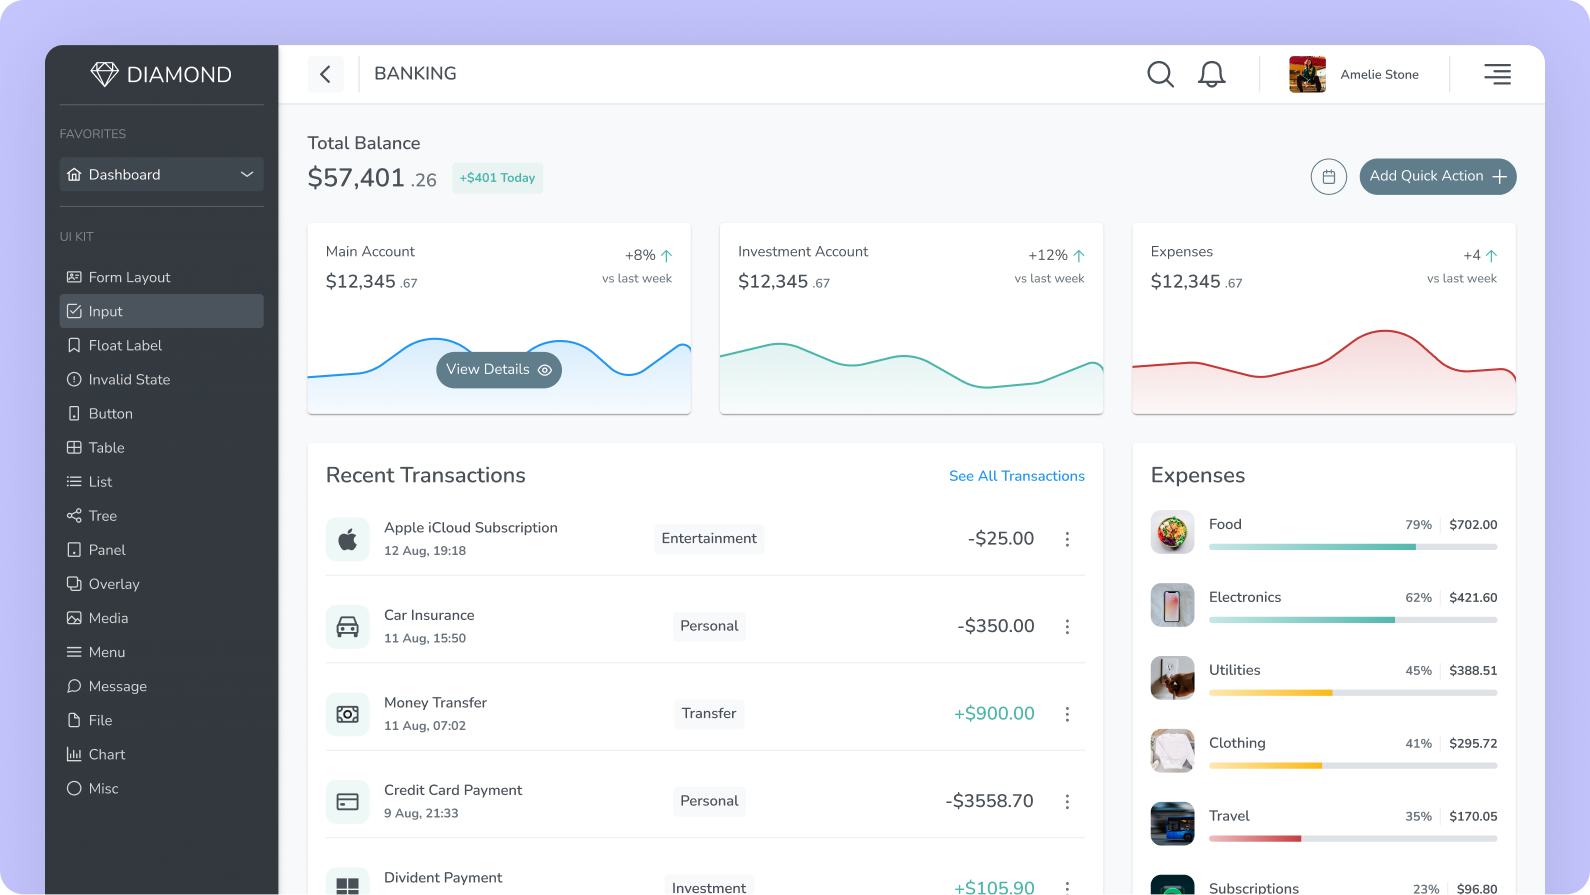 DIAMOND
FAVORITES
Dashboard
UI KIT
Form Layout
Input
Float Label
Invalid State
Button
Table
List
Tree
Panel
Overlay
Media
Menu
Message
File
Chart
Misc
BANKING
Amelie Stone
Total Balance
$57,401 .26 +$401 Today
Add Quick Action
Main Account
+8%
$12,345 .67
vs last week
View Details
Investment Account
+12%
$12,345 .67
vs last week
Expenses
+4
$12,345 .67
vs last week
Recent Transactions See All Transactions
Apple iCloud Subscription
12 Aug, 19:18
Entertainment
-$25.00
Car Insurance
11 Aug, 15:50
Personal
-$350.00
Money Transfer
11 Aug, 07:02
Transfer
+$900.00
Credit Card Payment
9 Aug, 21:33
Personal
-$3558.70
Divident Payment
Investment
+$105.90
Expenses
Food 79% $702.00
Electronics 62% $421.60
Utilities 45% $388.51
Clothing 41% $295.72
Travel 35% $170.05
Subscriptions 23% $96.80